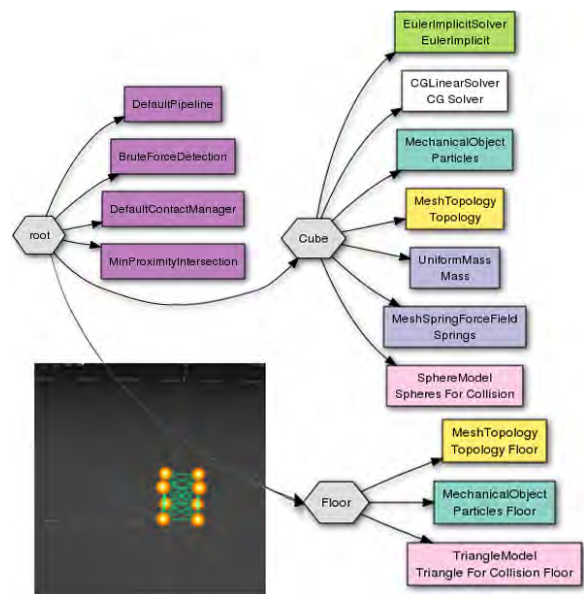 EulerImplicitSolver
EulerImplicit
CGLinearSolver
CG Solver
DefaultPipeline
MechanicalObject
Particles
BruteForceDetection
MeshTopology
Topology
DefaultContactManager
root
Cube
MinProximityIntersection
UniformMass
Mass
MeshSpringForceField
Springs
SphereModel
Spheres For Collision
MeshTopology
Topology Floor
Floor
MechanicalObject
Particles Floor
TriangleModel
Triangle For Collision Floor